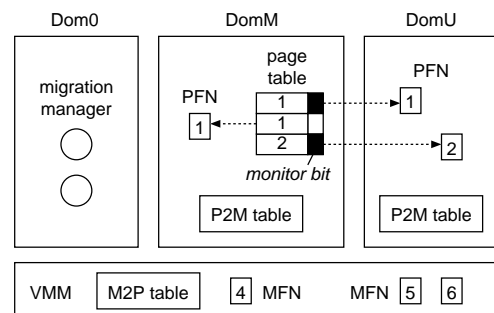 Dom0
DomM
DomU
migration
manager
page
table
PFN
1
1
1
2
monitor bit
P2M table
PFN
1
2
P2M table
VMM
M2P table
4 MFN
MFN 5 6